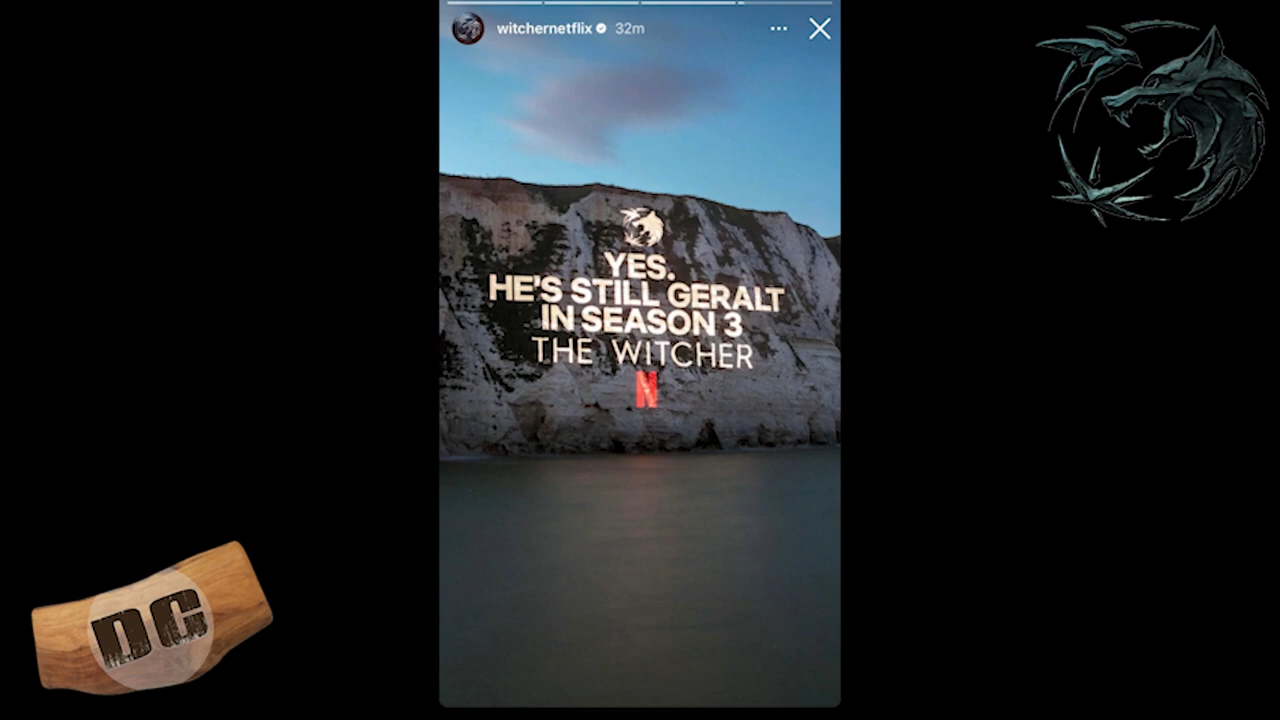 witchernetflix 32m
YES.
HE'S STILL GERALT
IN SEASON 3
THE WITCHER
N
DG